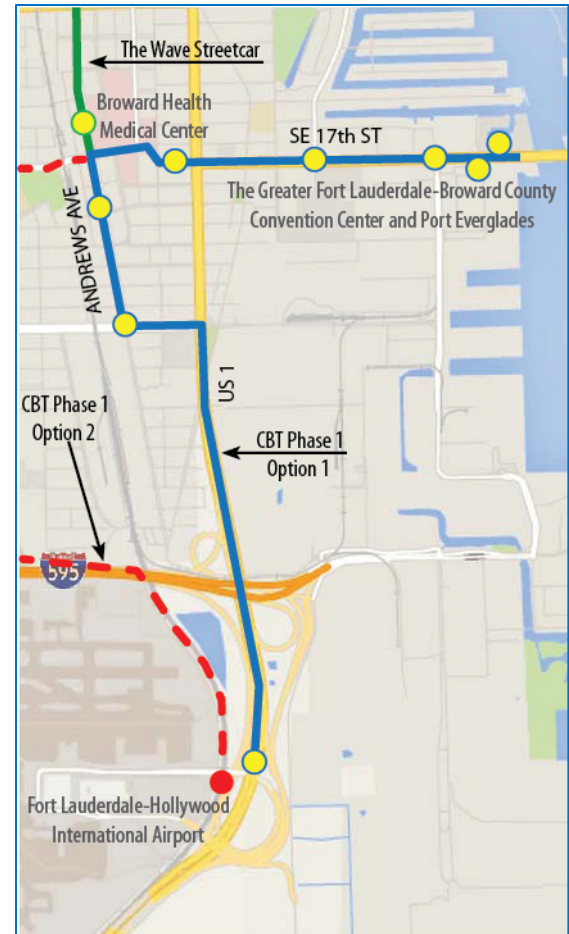 The Wave Streetcar
Broward Health
Medical Center
SE 17th ST
The Greater Fort Lauderdale-Broward County
Convention Center and Port Everglades
ANDREWS AVE
US 1
CBT Phase 1
Option 2
CBT Phase 1
Option 1
595
Fort Lauderdale-Hollywood
International Airport